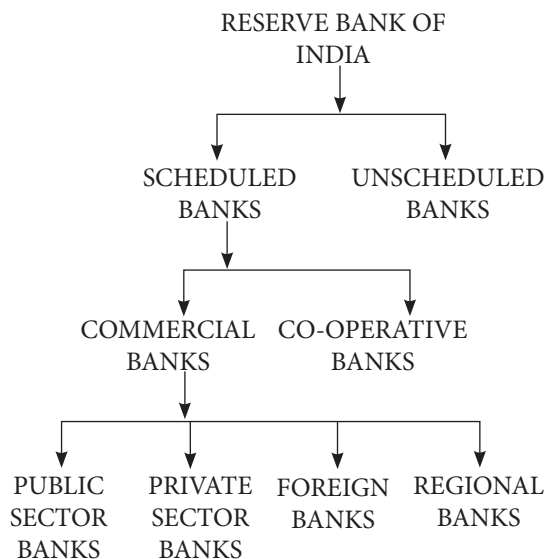 RESERVE BANK OF
INDIA
SCHEDULED
BANKS
UNSCHEDULED
BANKS
COMMERCIAL
BANKS
CO-OPERATIVE
BANKS
PUBLIC
SECTOR
BANKS
PRIVATE
SECTOR
BANKS
FOREIGN
BANKS
REGIONAL
BANKS